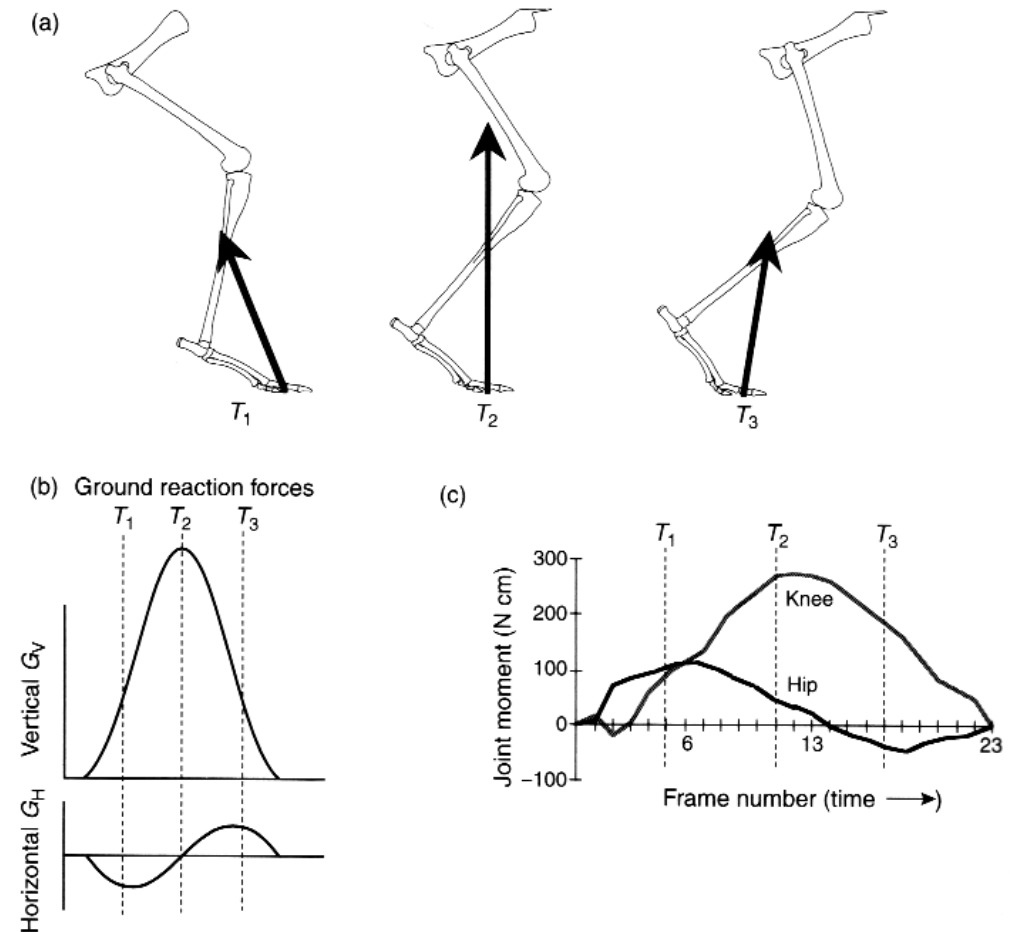 (a)
T1 T2 T3
(b) Ground reaction forces
T1 T2 T3
Vertical GV
Horizontal GH
(c)
T1 T2 T3
300
200
100
0
−100
Joint moment (N cm)
Knee
Hip
6 13 23
Frame number (time ⟶)